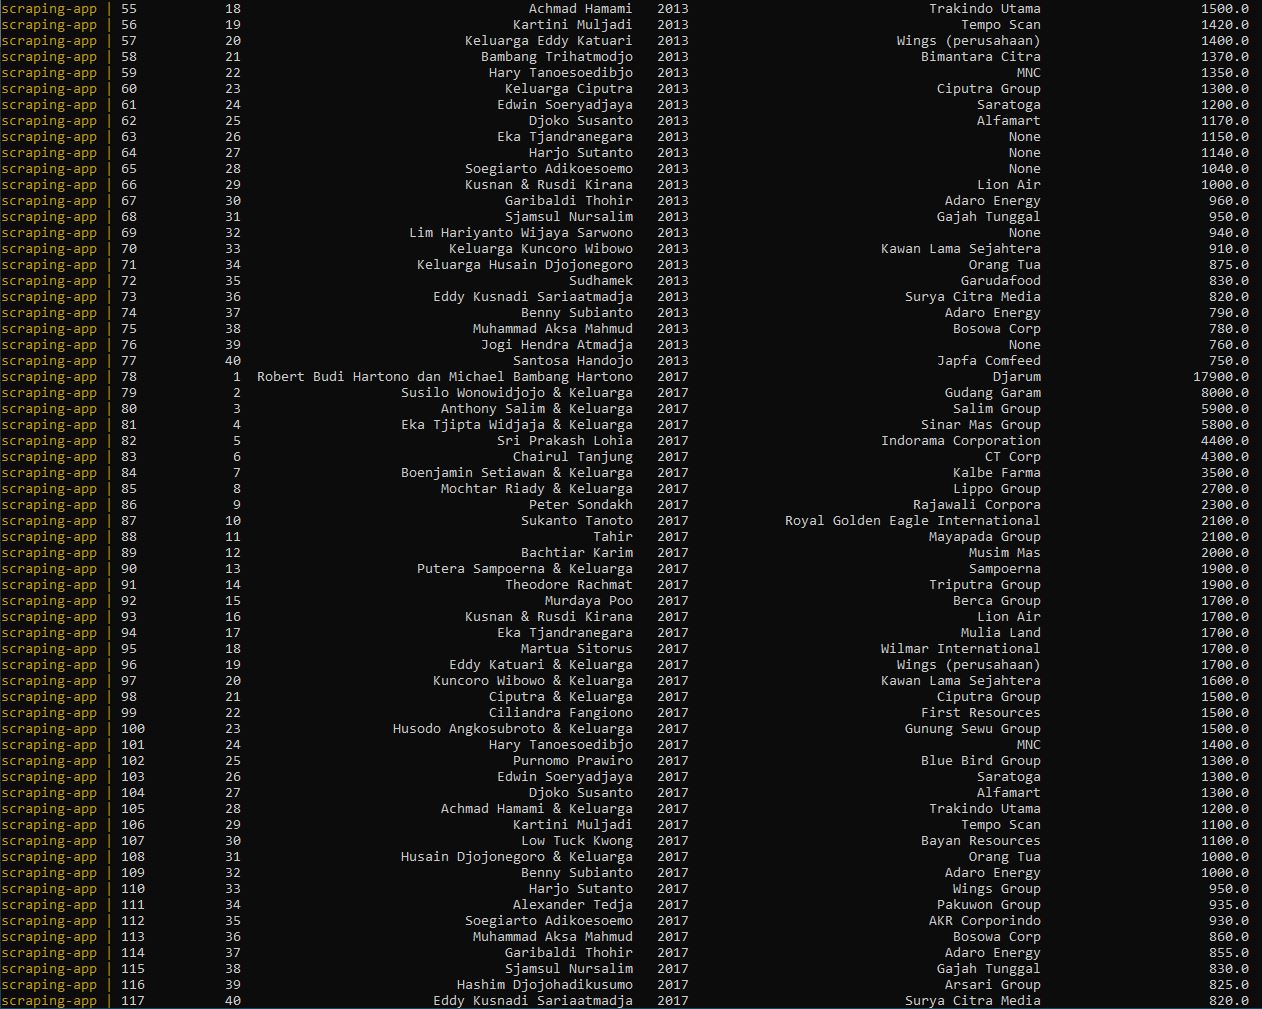 scraping-app | 55 18 Achmad Hamami 2013 Trakindo Utama 1500.0
scraping-app | 56 19 Kartini Muljadi 2013 Tempo Scan 1420.0
scraping-app | 57 20 Keluarga Eddy Katuari 2013 Wings (perusahaan) 1400.0
scraping-app | 58 21 Bambang Trihatmodjo 2013 Bimantara Citra 1370.0
scraping-app | 59 22 Hary Tanoesoedibjo 2013 MNC 1350.0
scraping-app | 60 23 Keluarga Ciputra 2013 Ciputra Group 1300.0
scraping-app | 61 24 Edwin Soeryadjaya 2013 Saratoga 1200.0
scraping-app | 62 25 Djoko Susanto 2013 Alfamart 1170.0
scraping-app | 63 26 Eka Tjandranegara 2013 None 1150.0
scraping-app | 64 27 Harjo Sutanto 2013 None 1140.0
scraping-app | 65 28 Soegiarto Adikoesoemo 2013 None 1040.0
scraping-app | 66 29 Kusnan & Rusdi Kirana 2013 Lion Air 1000.0
scraping-app | 67 30 Garibaldi Thohir 2013 Adaro Energy 960.0
scraping-app | 68 31 Sjamsul Nursalim 2013 Gajah Tunggal 950.0
scraping-app | 69 32 Lim Hariyanto Wijaya Sarwono 2013 None 940.0
scraping-app | 70 33 Keluarga Kuncoro Wibowo 2013 Kawan Lama Sejahtera 910.0
scraping-app | 71 34 Keluarga Husain Djojonegoro 2013 Orang Tua 875.0
scraping-app | 72 35 Sudhamek 2013 Garudafood 830.0
scraping-app | 73 36 Eddy Kusnadi Sariaatmadja 2013 Surya Citra Media 820.0
scraping-app | 74 37 Benny Subianto 2013 Adaro Energy 790.0
scraping-app | 75 38 Muhammad Aksa Mahmud 2013 Bosowa Corp 780.0
scraping-app | 76 39 Jogi Hendra Atmadja 2013 None 760.0
scraping-app | 77 40 Santosa Handojo 2013 Japfa Comfeed 750.0
scraping-app | 78 1 Robert Budi Hartono dan Michael Bambang Hartono 2017 Djarum 17900.0
scraping-app | 79 2 Susilo Wonowidjojo & Keluarga 2017 Gudang Garam 8000.0
scraping-app | 80 3 Anthony Salim & Keluarga 2017 Salim Group 5900.0
scraping-app | 81 4 Eka Tjipta Widjaja & Keluarga 2017 Sinar Mas Group 5800.0
scraping-app | 82 5 Sri Prakash Lohia 2017 Indorama Corporation 4400.0
scraping-app | 83 6 Chairul Tanjung 2017 CT Corp 4300.0
scraping-app | 84 7 Boenjamin Setiawan & Keluarga 2017 Kalbe Farma 3500.0
scraping-app | 85 8 Mochtar Riady & Keluarga 2017 Lippo Group 2700.0
scraping-app | 86 9 Peter Sondakh 2017 Rajawali Corpora 2300.0
scraping-app | 87 10 Sukanto Tanoto 2017 Royal Golden Eagle International 2100.0
scraping-app | 88 11 Tahir 2017 Mayapada Group 2100.0
scraping-app | 89 12 Bachtiar Karim 2017 Musim Mas 2000.0
scraping-app | 90 13 Putera Sampoerna & Keluarga 2017 Sampoerna 1900.0
scraping-app | 91 14 Theodore Rachmat 2017 Triputra Group 1900.0
scraping-app | 92 15 Murdaya Poo 2017 Berca Group 1700.0
scraping-app | 93 16 Kusnan & Rusdi Kirana 2017 Lion Air 1700.0
scraping-app | 94 17 Eka Tjandranegara 2017 Mulia Land 1700.0
scraping-app | 95 18 Martua Sitorus 2017 Wilmar International 1700.0
scraping-app | 96 19 Eddy Katuari & Keluarga 2017 Wings (perusahaan) 1700.0
scraping-app | 97 20 Kuncoro Wibowo & Keluarga 2017 Kawan Lama Sejahtera 1600.0
scraping-app | 98 21 Ciputra & Keluarga 2017 Ciputra Group 1500.0
scraping-app | 99 22 Ciliandra Fangiono 2017 First Resources 1500.0
scraping-app | 100 23 Husodo Angkosubroto & Keluarga 2017 Gunung Sewu Group 1500.0
scraping-app | 101 24 Hary Tanoesoedibjo 2017 MNC 1400.0
scraping-app | 102 25 Purnomo Prawiro 2017 Blue Bird Group 1300.0
scraping-app | 103 26 Edwin Soeryadjaya 2017 Saratoga 1300.0
scraping-app | 104 27 Djoko Susanto 2017 Alfamart 1300.0
scraping-app | 105 28 Achmad Hamami & Keluarga 2017 Trakindo Utama 1200.0
scraping-app | 106 29 Kartini Muljadi 2017 Tempo Scan 1100.0
scraping-app | 107 30 Low Tuck Kwong 2017 Bayan Resources 1100.0
scraping-app | 108 31 Husain Djojonegoro & Keluarga 2017 Orang Tua 1000.0
scraping-app | 109 32 Benny Subianto 2017 Adaro Energy 1000.0
scraping-app | 110 33 Harjo Sutanto 2017 Wings Group 950.0
scraping-app | 111 34 Alexander Tedja 2017 Pakuwon Group 935.0
scraping-app | 112 35 Soegiarto Adikoesoemo 2017 AKR Corporindo 930.0
scraping-app | 113 36 Muhammad Aksa Mahmud 2017 Bosowa Corp 860.0
scraping-app | 114 37 Garibaldi Thohir 2017 Adaro Energy 855.0
scraping-app | 115 38 Sjamsul Nursalim 2017 Gajah Tunggal 830.0
scraping-app | 116 39 Hashim Djojohadikusumo 2017 Arsari Group 825.0
scraping-app | 117 40 Eddy Kusnadi Sariaatmadja 2017 Surya Citra Media 820.0